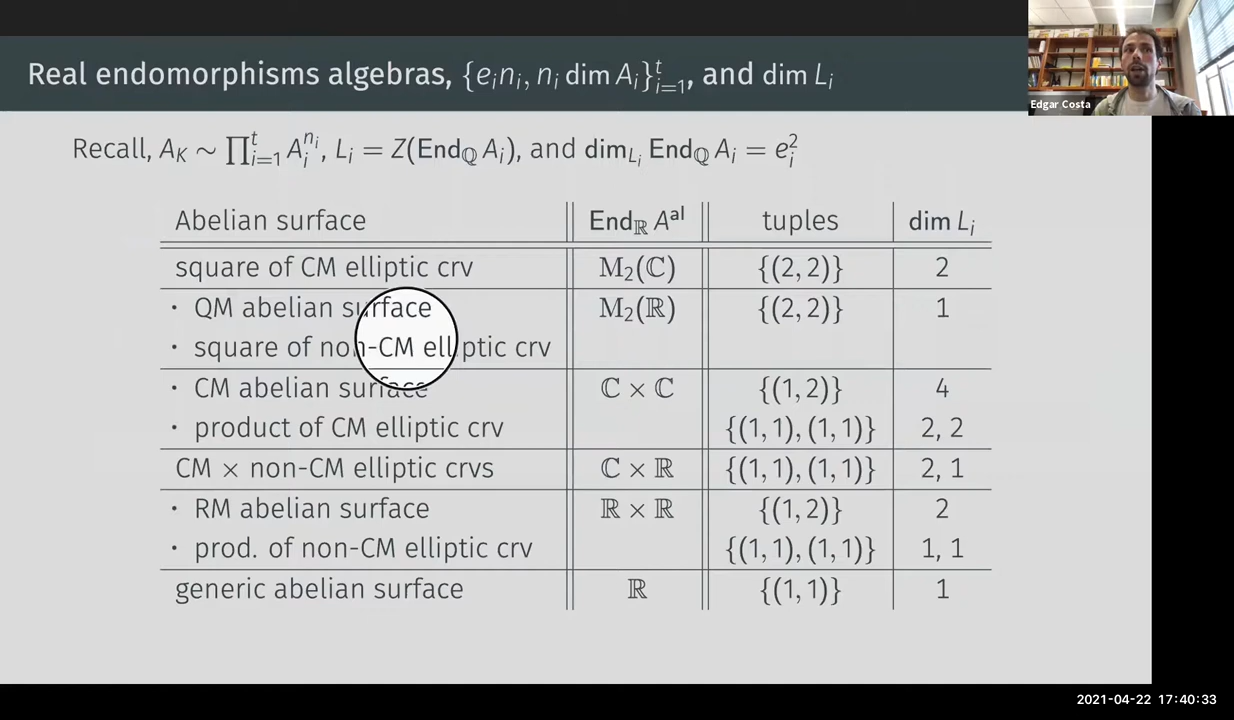 Real endomorphisms algebras, {e_i n_i, n_i dim A_i}_{i=1}^t, and dim L_i
Edgar Costa
Recall, A_K ∼ ∏_{i=1}^t A_i^{n_i}, L_i = Z(End_ℚ A_i), and dim_{L_i} End_ℚ A_i = e_i^2
Abelian surface End_ℝ A^{al} tuples dim L_i
square of CM elliptic crv M_2(ℂ) {(2, 2)} 2
· QM abelian surface M_2(ℝ) {(2, 2)} 1
· square of non-CM elliptic crv
· CM abelian surface ℂ × ℂ {(1, 2)} 4
· product of CM elliptic crv {(1, 1), (1, 1)} 2, 2
CM × non-CM elliptic crvs ℂ × ℝ {(1, 1), (1, 1)} 2, 1
· RM abelian surface ℝ × ℝ {(1, 2)} 2
· prod. of non-CM elliptic crv {(1, 1), (1, 1)} 1, 1
generic abelian surface ℝ {(1, 1)} 1
2021-04-22 17:40:33